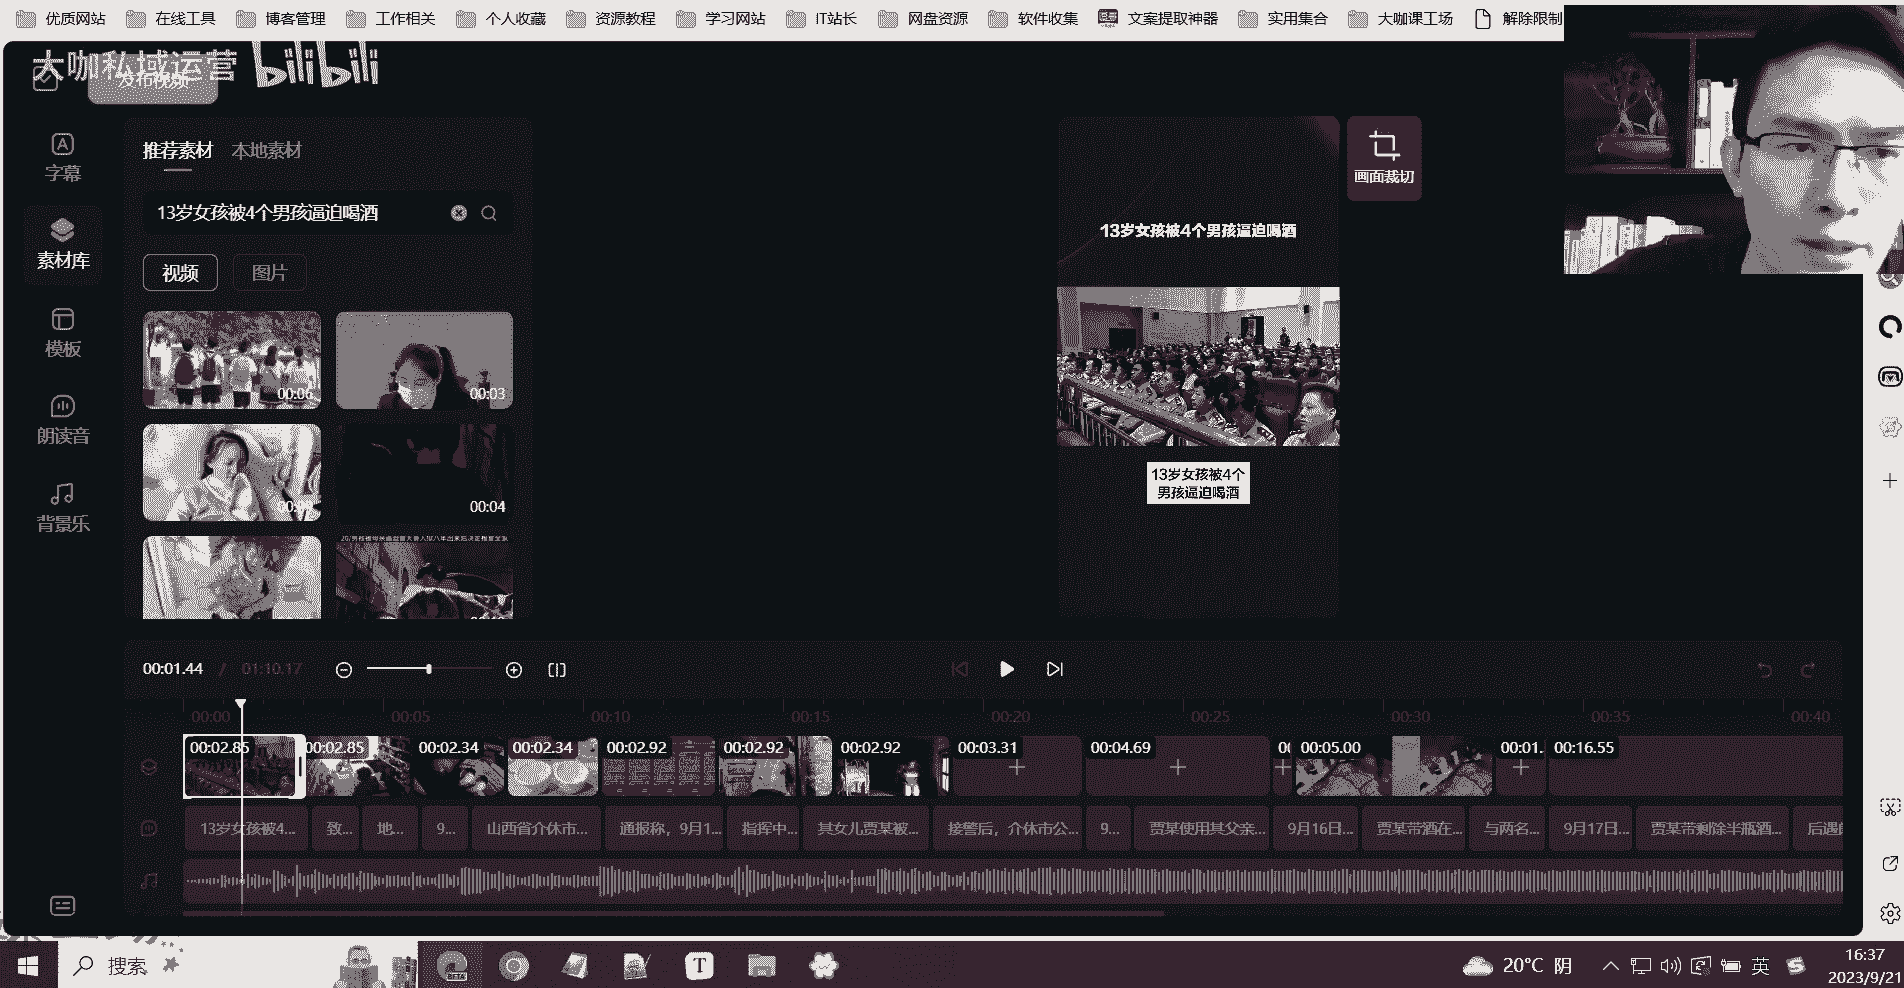 优质网站 在线工具 博客管理 工作相关 个人收藏 资源教程 学习网站 IT站长 网盘资源 软件收集 文案提取神器 实用集合 大咖课工场 解除限制
大咖私域运营 bilibili
发布视频
字幕
素材库
模板
朗读音
背景乐
推荐素材 本地素材
13岁女孩被4个男孩逼迫喝酒
视频 图片
00:06
00:03
00:04
画面裁切
13岁女孩被4个男孩逼迫喝酒
13岁女孩被4个
男孩逼迫喝酒
00:01.44 / 01:10.17
00:00 00:05 00:10 00:15 00:20 00:25 00:30 00:35 00:40
00:02.85 00:02.85 00:02.34 00:02.34 00:02.92 00:02.92 00:02.92 00:03.31 00:04.69 00:05.00 00:01. 00:16.55
13岁女孩被4... 致... 地... 9... 山西省介休市... 通报称，9月1... 指挥中... 其女儿贾某被... 接警后，介休市公... 9... 贾某使用其父亲... 9月16日... 贾某带酒在... 与两名... 9月17日... 贾某带剩除半瓶酒... 后遇
搜索
BETA
T
20°C 阴
英
16:37
2023/9/21